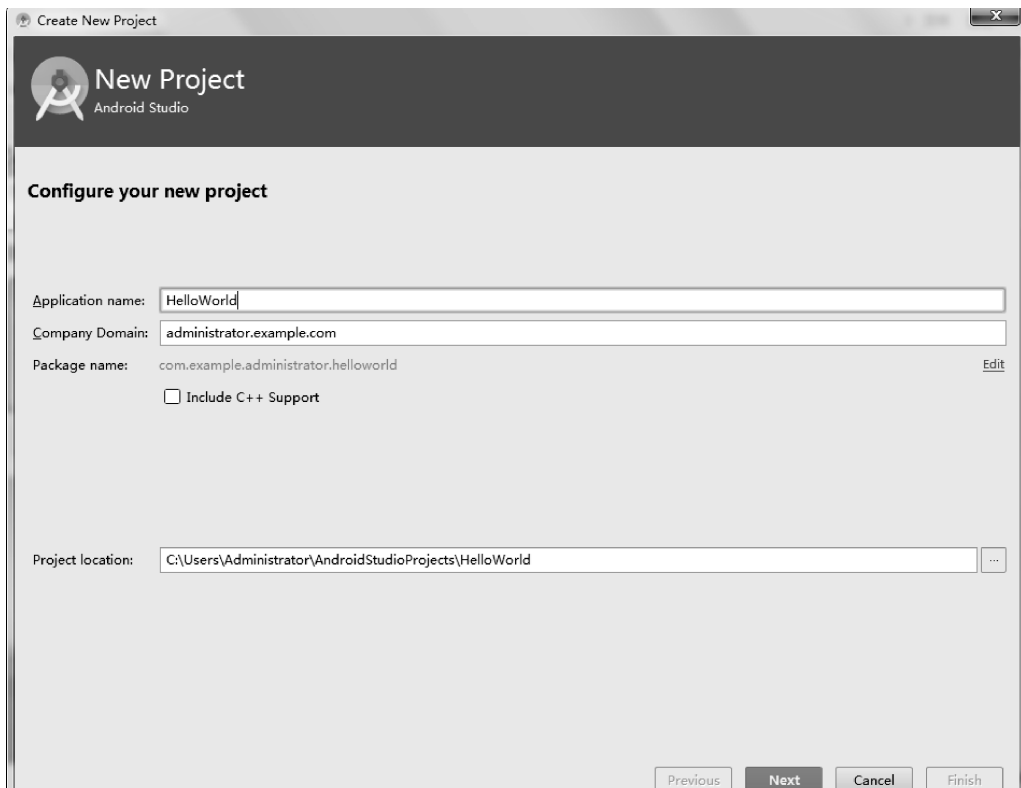 Create New Project
X
New Project
Android Studio
Configure your new project
Application name: HelloWorld
Company Domain: administrator.example.com
Package name: com.example.administrator.helloworld Edit
Include C++ Support
Project location: C:\Users\Administrator\AndroidStudioProjects\HelloWorld ...
Previous Next Cancel Finish